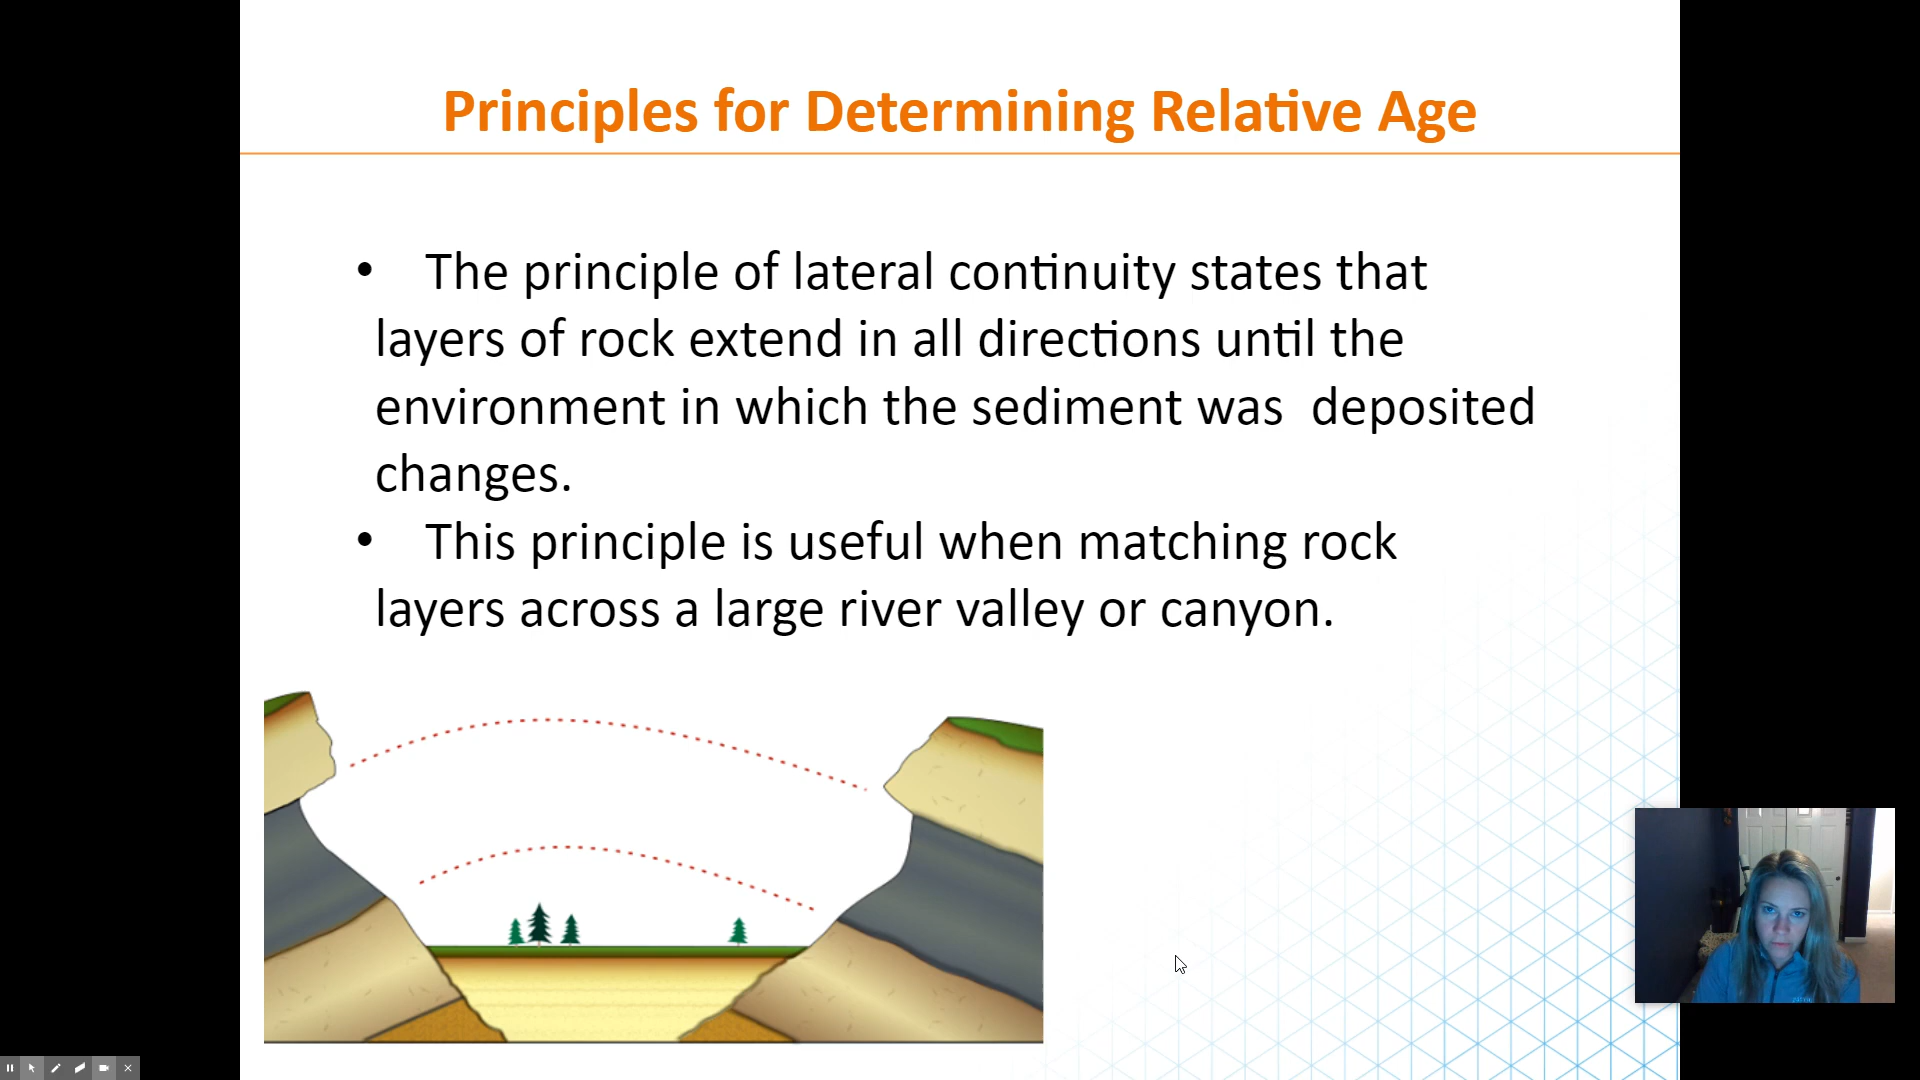 Principles for Determining Relative Age
• The principle of lateral continuity states that
layers of rock extend in all directions until the
environment in which the sediment was deposited
changes.
• This principle is useful when matching rock
layers across a large river valley or canyon.